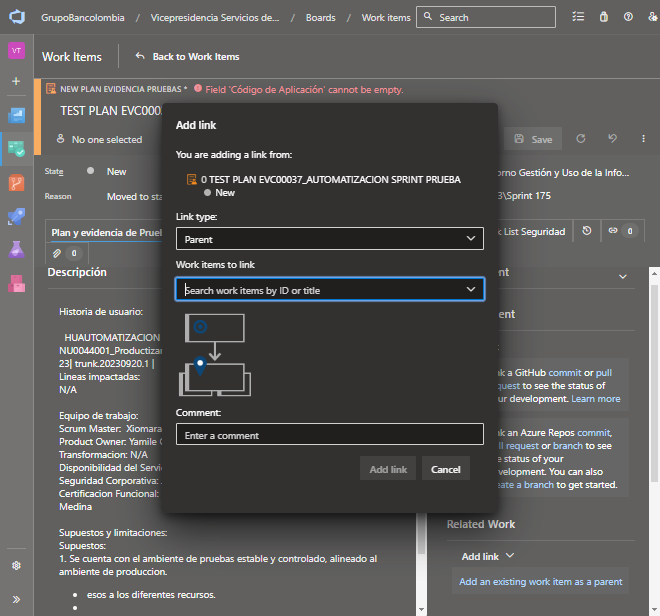 GrupoBancolombia / Vicepresidencia Servicios de... / Boards / Work items Search
VT
Work Items Back to Work Items
NEW PLAN EVIDENCIA PRUEBAS * Field 'Código de Aplicación' cannot be empty.
TEST PLAN EVC0003
No one selected
Save
State New
Reason Moved to sta
orno Gestión y Uso de la Info...
3\Sprint 175
Plan y evidencia de Pruel
k List Seguridad
0
0
Add link
You are adding a link from:
0 TEST PLAN EVC00037_AUTOMATIZACION SPRINT PRUEBA
New
Link type:
Parent
Work items to link
Search work items by ID or title
Comment:
Enter a comment
Add link Cancel
Descripción
Historia de usuario:
HUAUTOMATIZACION
NU0044001_Productizar
23| trunk.20230920.1 |
Lineas impactadas:
N/A
Equipo de trabajo:
Scrum Master: Xiomara
Product Owner: Yamile C
Transformacion: N/A
Disponibilidad del Servic
Seguridad Corporativa: .
Certificacion Funcional:
Medina
Supuestos y limitaciones:
Supuestos:
1. Se cuenta con el ambiente de pruebas estable y controlado, alineado al
ambiente de produccion.
esos a los diferentes recursos.
nt
ent
k a GitHub commit or pull
quest to see the status of
ur development. Learn more
k an Azure Repos commit,
ll request or branch to see
e status of your
velopment. You can also
eate a branch to get started.
Related Work
Add link
Add an existing work item as a parent